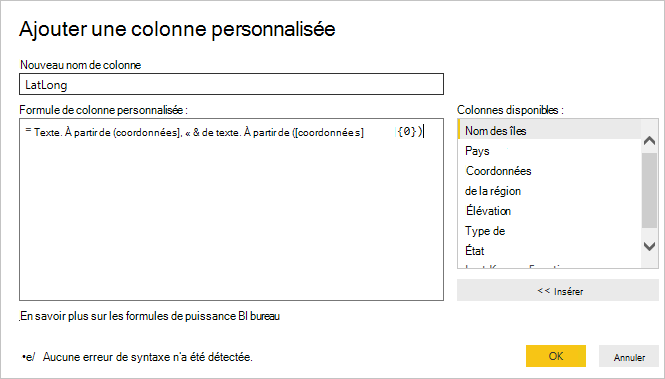 Ajouter une colonne personnalisée
Nouveau nom de colonne
LatLong
Formule de colonne personnalisée :
= Texte. À partir de (coordonnées], « & de texte. À partir de ([coordonnées] {0})
Colonnes disponibles :
Nom des îles
Pays
Coordonnées
de la région
Élévation
Type de
État
<< Insérer
En savoir plus sur les formules de puissance BI bureau
•e/ Aucune erreur de syntaxe n'a été détectée.
OK
Annuler